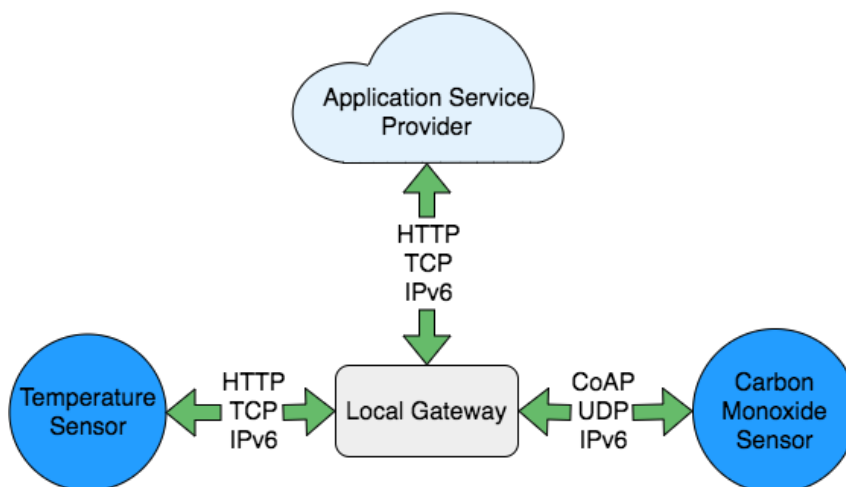 Application Service
Provider
HTTP
TCP
IPv6
Temperature
Sensor
HTTP
TCP
IPv6
Local Gateway
CoAP
UDP
IPv6
Carbon
Monoxide
Sensor